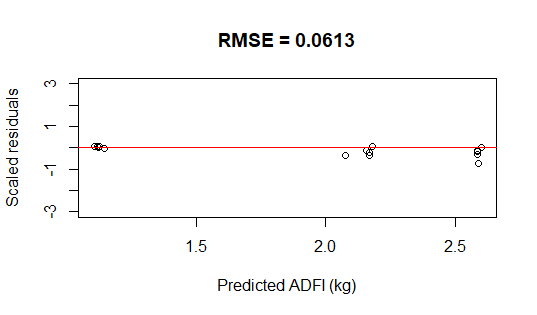 RMSE = 0.0613
Scaled residuals
3
1
-1
-3
1.5 2.0 2.5
Predicted ADFI (kg)